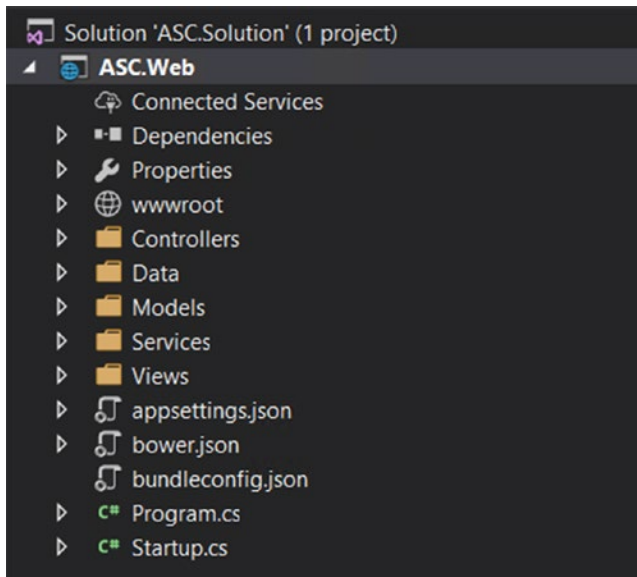 Solution 'ASC.Solution' (1 project)
ASC.Web
Connected Services
Dependencies
Properties
wwwroot
Controllers
Data
Models
Services
Views
appsettings.json
bower.json
bundleconfig.json
C# Program.cs
C# Startup.cs